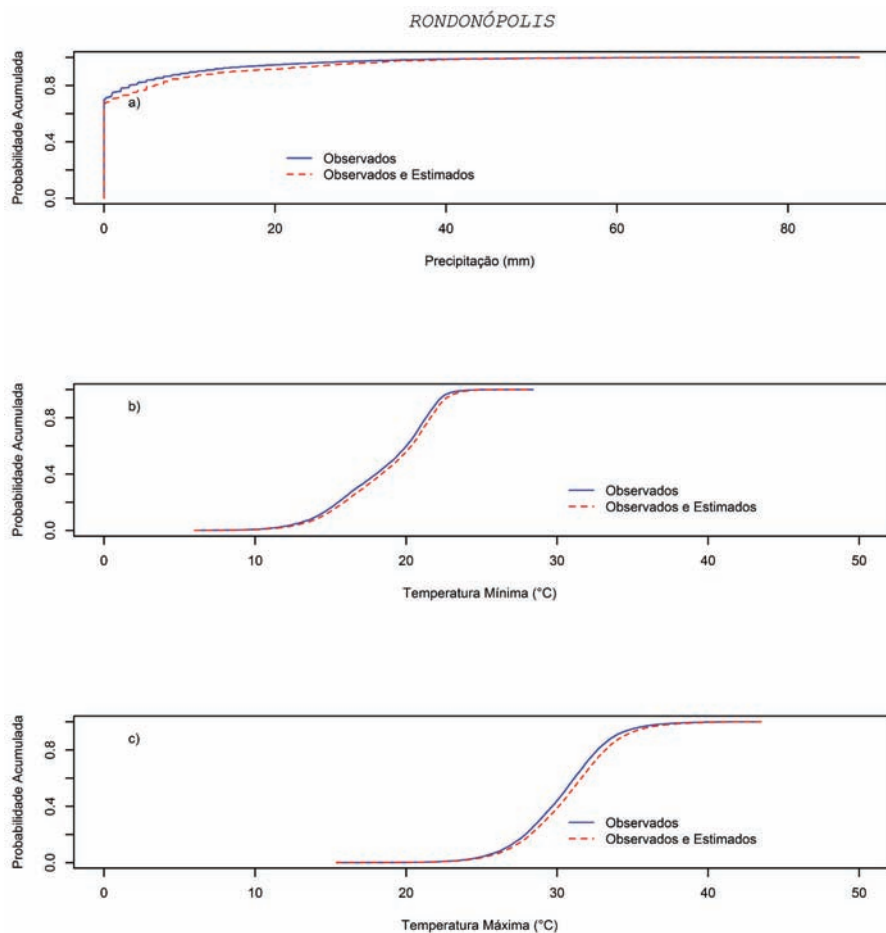 RONDONÓPOLIS
Probabilidade Acumulada
0.0 0.4 0.8
a)
Observados
Observados e Estimados
0 20 40 60 80
Precipitação (mm)
Probabilidade Acumulada
0.0 0.4 0.8
b)
Observados
Observados e Estimados
0 10 20 30 40 50
Temperatura Mínima (°C)
Probabilidade Acumulada
0.0 0.4 0.8
c)
Observados
Observados e Estimados
0 10 20 30 40 50
Temperatura Máxima (°C)